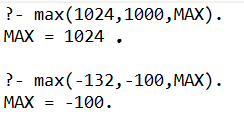 ?- max(1024,1000,MAX).
MAX = 1024 .
?- max(-132,-100,MAX).
MAX = -100.